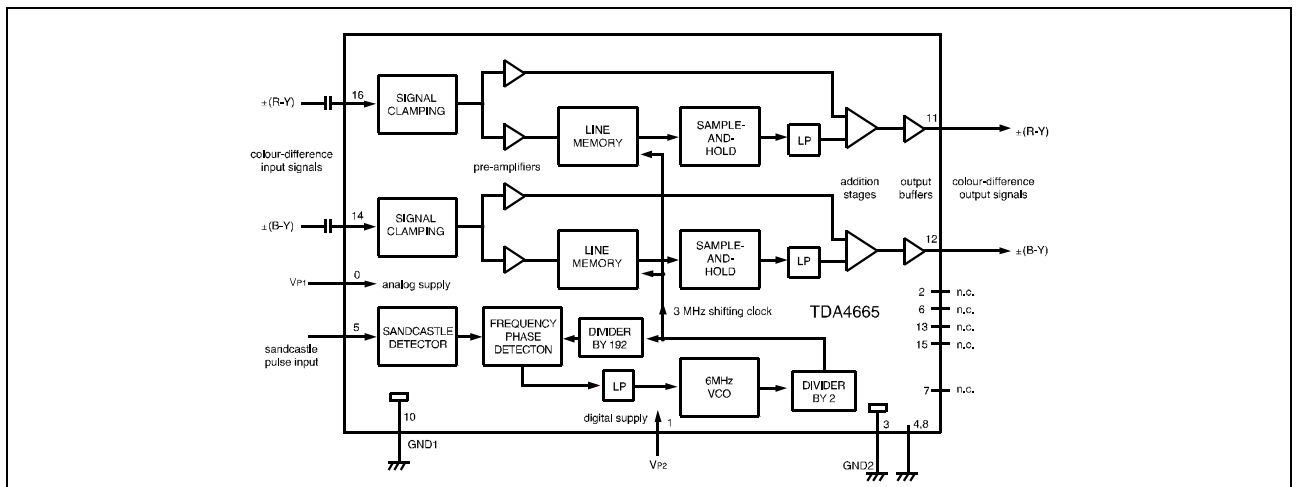 16
±(R-Y)
SIGNAL
CLAMPING
colour-difference
input signals
pre-amplifiers
LINE
MEMORY
SAMPLE-
AND-
HOLD
LP
11
±(R-Y)
addition
stages
output
buffers
colour-difference
output signals
14
±(B-Y)
SIGNAL
CLAMPING
LINE
MEMORY
SAMPLE-
AND-
HOLD
LP
12
±(B-Y)
VP1
0
analog supply
2
n.c.
6
n.c.
13
n.c.
15
n.c.
7
n.c.
3 MHz shifting clock
TDA4665
5
sandcastle
pulse input
SANDCASTLE
DETECTOR
FREQUENCY
PHASE
DETECTON
DIVIDER
BY 192
LP
6MHz
VCO
DIVIDER
BY 2
digital supply
1
VP2
10
GND1
3
4,8
GND2